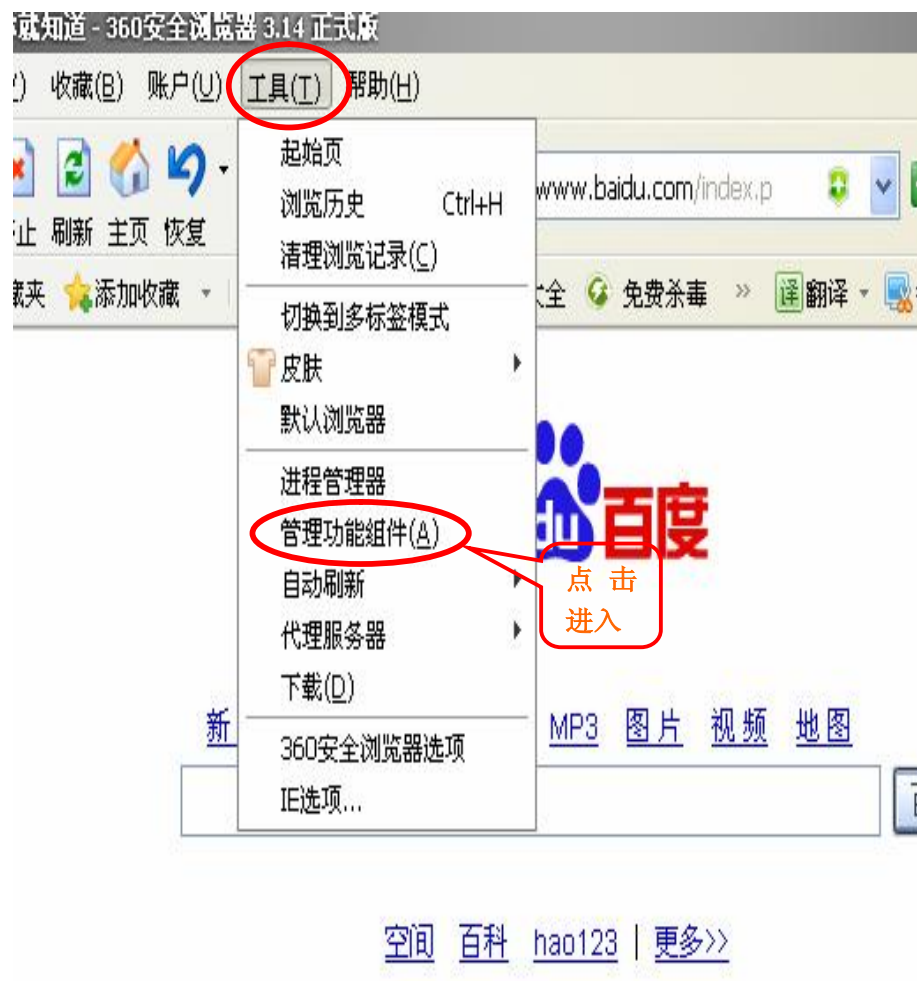 就知道 - 360安全浏览器 3.14 正式版
收藏(B) 账户(U) 工具(T) 帮助(H)
起始页
浏览历史 Ctrl+H
清理浏览记录(C)
切换到多标签模式
皮肤
默认浏览器
进程管理器
管理功能组件(A)
自动刷新
代理服务器
下载(D)
360安全浏览器选项
IE选项...
www.baidu.com/index.p
止 刷新 主页 恢复
藏夹 添加收藏 全 免费杀毒 » 译 翻译
du 百度
点 击
进入
新 MP3 图片 视频 地图
空间 百科 hao123 | 更多>>